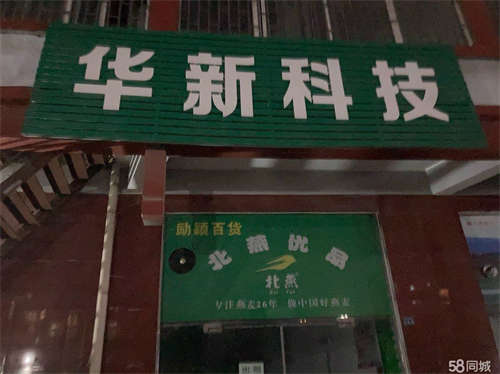 华新科技
励颖百货
北燕优品
北燕
专注燕麦26年 做中国好燕麦
58同城